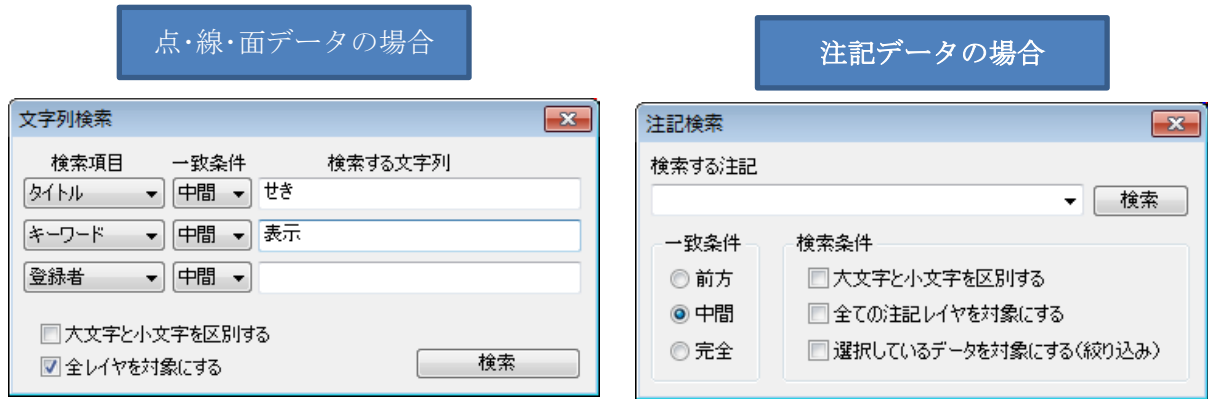 点・線・面データの場合
文字列検索
検索項目 一致条件 検索する文字列
タイトル 中間 せき
キーワード 中間 表示
登録者 中間
大文字と小文字を区別する
全レイヤを対象にする
検索
注記データの場合
注記検索
検索する注記
検索
一致条件
前方
中間
完全
検索条件
大文字と小文字を区別する
全ての注記レイヤを対象にする
選択しているデータを対象にする(絞り込み)